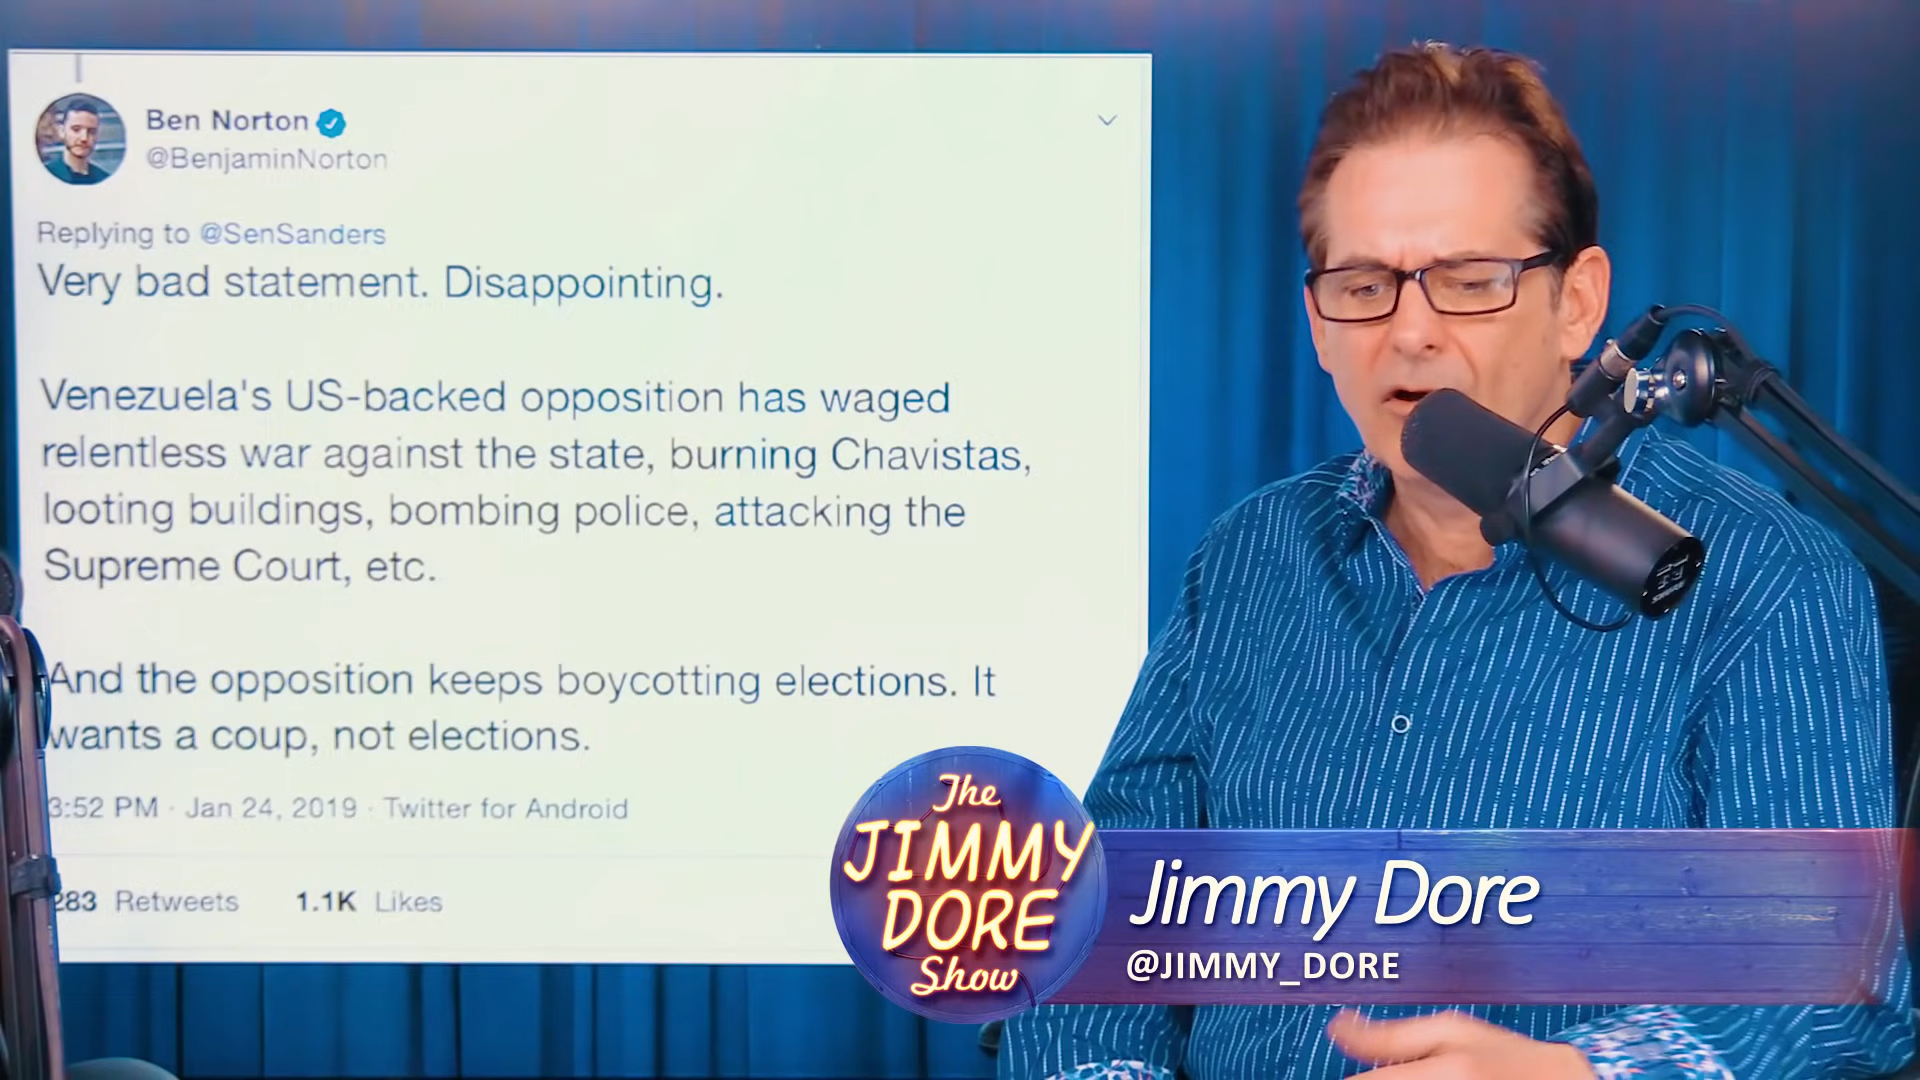 Ben Norton
@BenjaminNorton
Replying to @SenSanders
Very bad statement. Disappointing.
Venezuela's US-backed opposition has waged
relentless war against the state, burning Chavistas,
looting buildings, bombing police, attacking the
Supreme Court, etc.
And the opposition keeps boycotting elections. It
wants a coup, not elections.
3:52 PM · Jan 24, 2019 · Twitter for Android
283 Retweets 1.1K Likes
The
JIMMY
DORE
Show
Jimmy Dore
@JIMMY_DORE